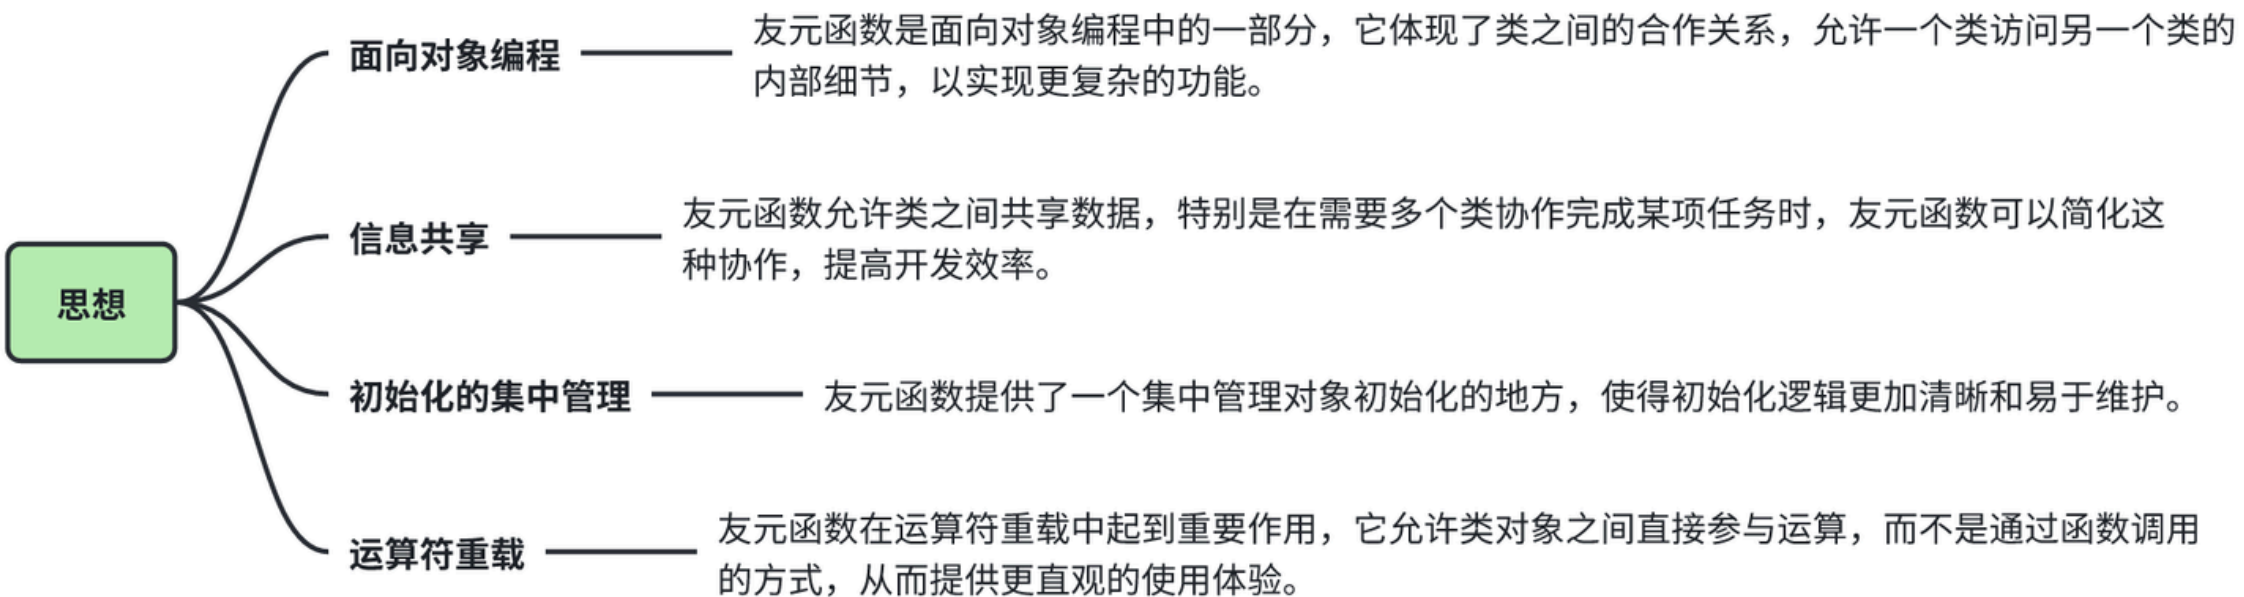 思想
面向对象编程
友元函数是面向对象编程中的一部分，它体现了类之间的合作关系，允许一个类访问另一个类的
内部细节，以实现更复杂的功能。
信息共享
友元函数允许类之间共享数据，特别是在需要多个类协作完成某项任务时，友元函数可以简化这
种协作，提高开发效率。
初始化的集中管理
友元函数提供了一个集中管理对象初始化的地方，使得初始化逻辑更加清晰和易于维护。
运算符重载
友元函数在运算符重载中起到重要作用，它允许类对象之间直接参与运算，而不是通过函数调用
的方式，从而提供更直观的使用体验。